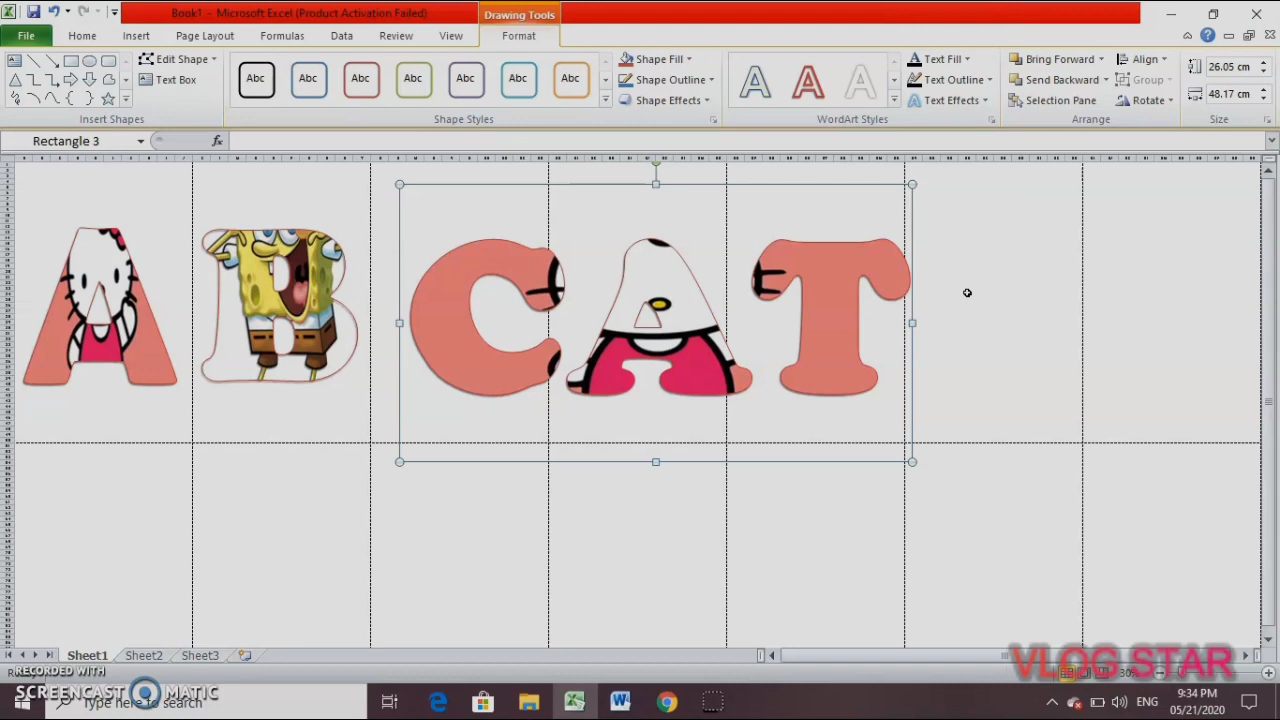 Book1 - Microsoft Excel (Product Activation Failed)
Drawing Tools
File Home Insert Page Layout Formulas Data Review View Format
Edit Shape
Text Box
Insert Shapes
Abc Abc Abc Abc Abc Abc Abc
Shape Fill
Shape Outline
Shape Effects
Shape Styles
A A A
Text Fill
Text Outline
Text Effects
WordArt Styles
Bring Forward
Send Backward
Selection Pane
Align
Group
Rotate
Arrange
26.05 cm
48.17 cm
Size
Rectangle 3
fx
A B CAT
Sheet1 Sheet2 Sheet3
30%
VLOG STAR
RECORDED WITH
SCREENCAST MATIC
Type here to search
ENG
9:34 PM
05/21/2020